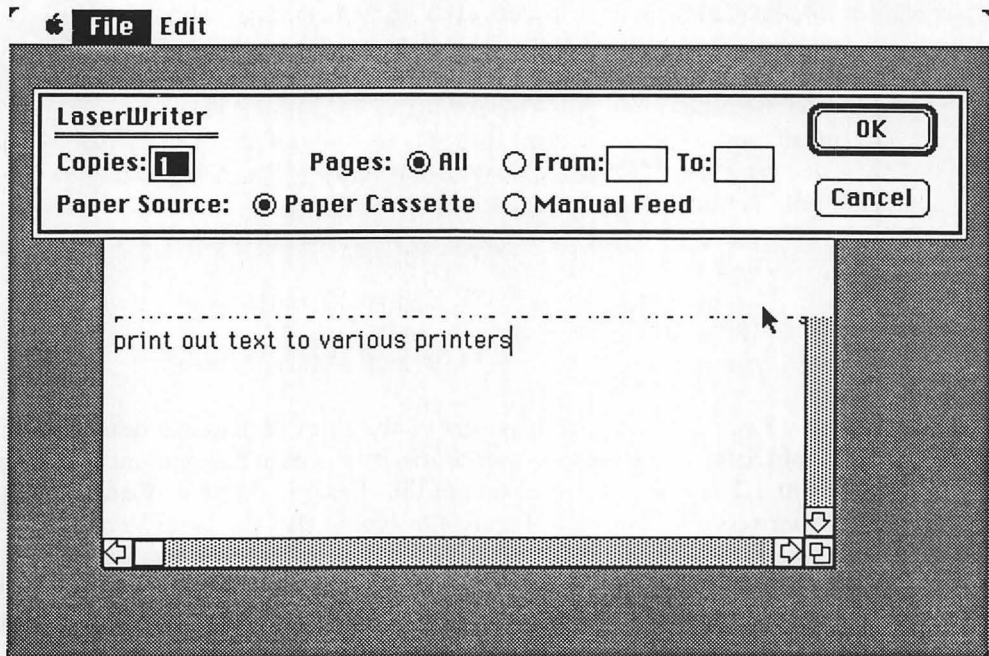 File Edit
LaserWriter
OK
Copies: 1 Pages: All From: To:
Paper Source: Paper Cassette Manual Feed
Cancel
print out text to various printers